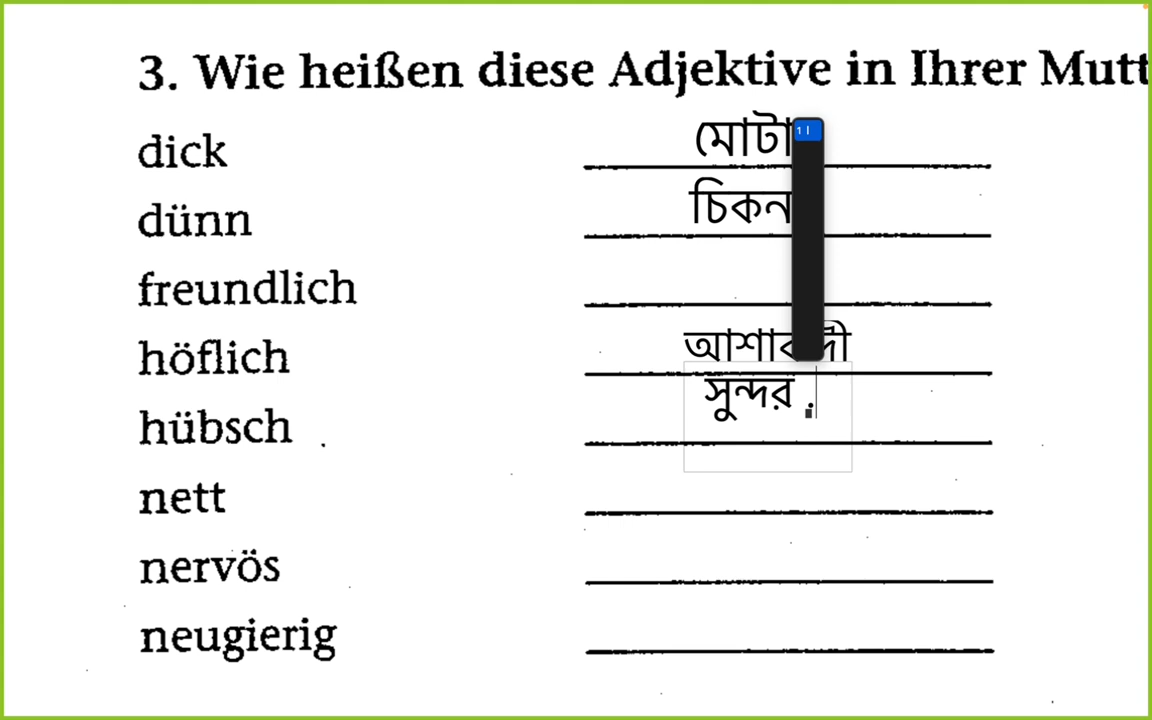 3. Wie heißen diese Adjektive in Ihrer Mutt
dick মোটা
dünn চিকন
freundlich
höflich
hübsch সুন্দর .
nett
nervös
neugierig